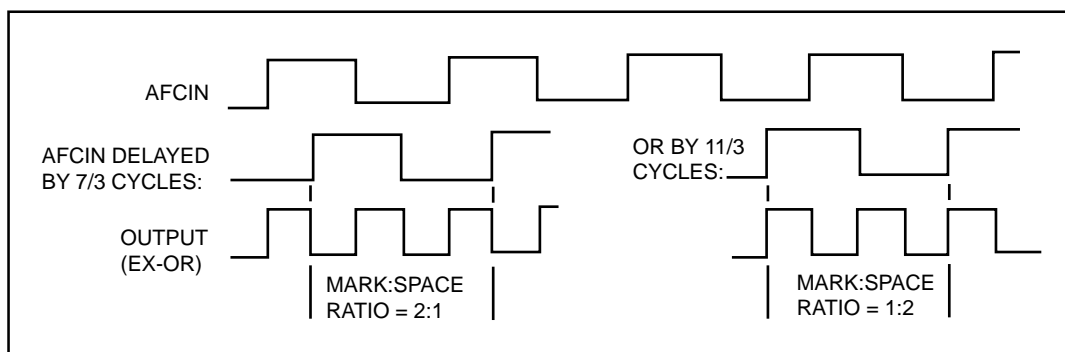 AFCIN
AFCIN DELAYED
BY 7/3 CYCLES:
OR BY 11/3
CYCLES:
OUTPUT
(EX-OR)
MARK:SPACE
RATIO = 2:1
MARK:SPACE
RATIO = 1:2